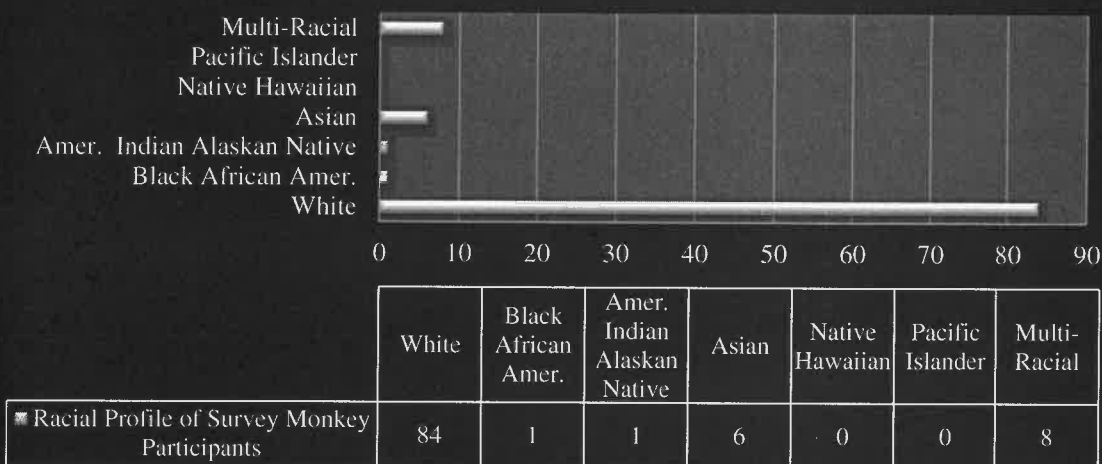 Multi-Racial
Pacific Islander
Native Hawaiian
Asian
Amer. Indian Alaskan Native
Black African Amer.
White
0 10 20 30 40 50 60 70 80 90
White
Black
African
Amer.
Amer.
Indian
Alaskan
Native
Asian
Native
Hawaiian
Pacific
Islander
Multi-
Racial
Racial Profile of Survey Monkey
Participants
84 1 1 6 0 0 8